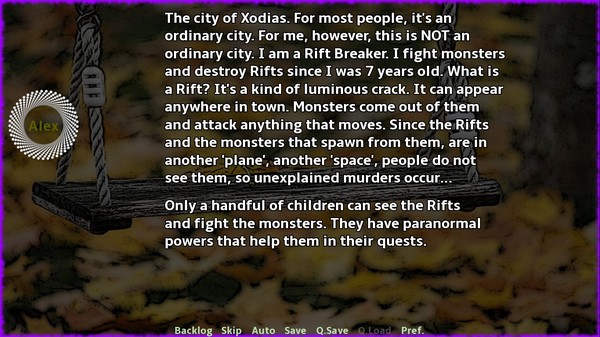 The city of Xodias. For most people, it's an
ordinary city. For me, however, this is NOT an
ordinary city. I am a Rift Breaker. I fight monsters
and destroy Rifts since I was 7 years old. What is
a Rift? It's a kind of luminous crack. It can appear
anywhere in town. Monsters come out of them
and attack anything that moves. Since the Rifts
and the monsters that spawn from them, are in
another 'plane', another 'space', people do not
see them, so unexplained murders occur...
Alex
Only a handful of children can see the Rifts
and fight the monsters. They have paranormal
powers that help them in their quests.
Backlog Skip Auto Save Q.Save Q.Load Pref.